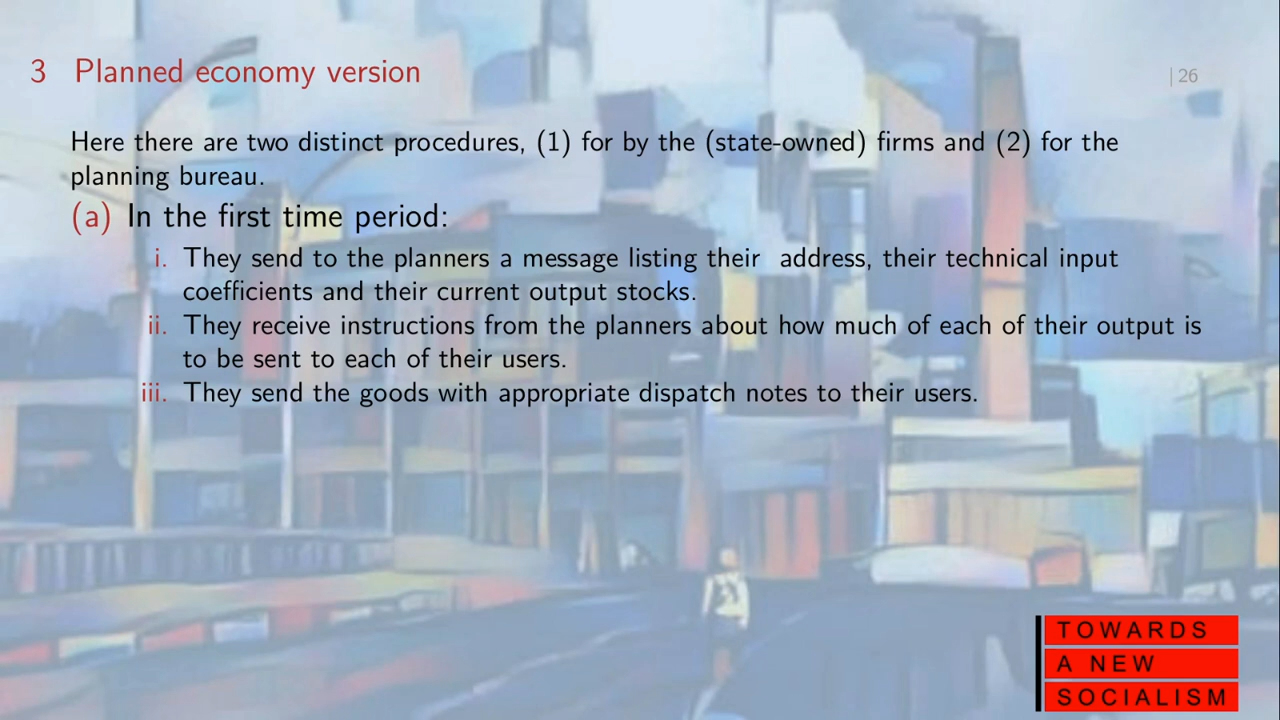 3 Planned economy version
| 26
Here there are two distinct procedures, (1) for by the (state-owned) firms and (2) for the
planning bureau.
(a) In the first time period:
i. They send to the planners a message listing their address, their technical input
coefficients and their current output stocks.
ii. They receive instructions from the planners about how much of each of their output is
to be sent to each of their users.
iii. They send the goods with appropriate dispatch notes to their users.
TOWARDS
A NEW
SOCIALISM